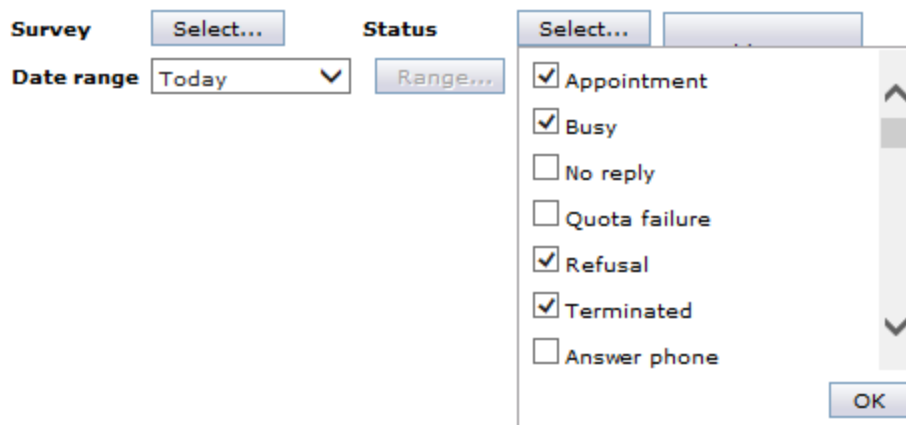 Survey Select... Status Select...
Date range Today Range...
Appointment
Busy
No reply
Quota failure
Refusal
Terminated
Answer phone
OK